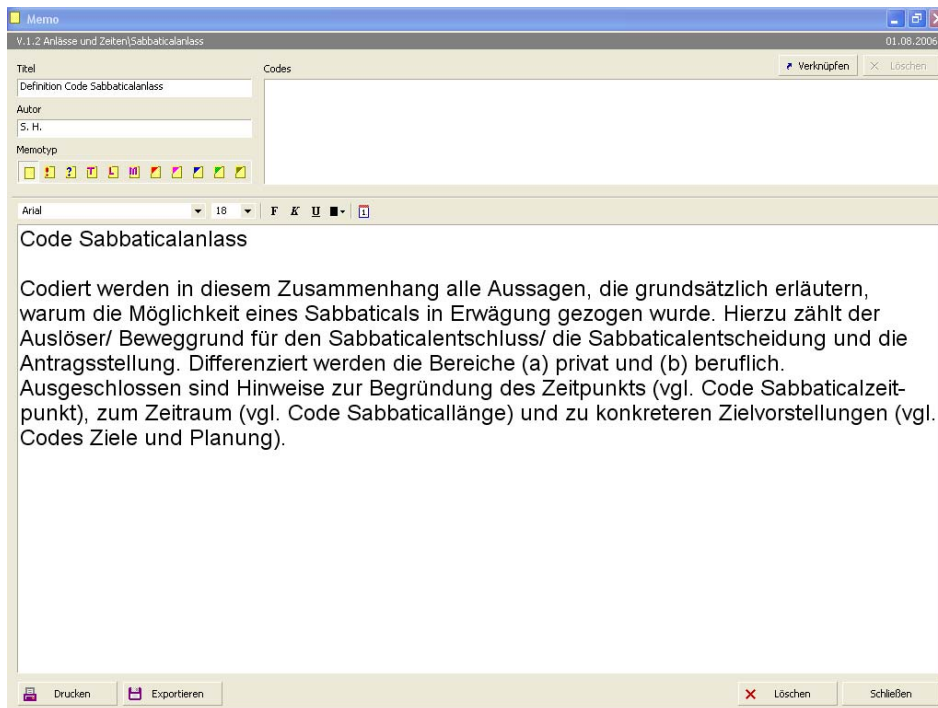 Memo
V.1.2 Anlässe und Zeiten\Sabbaticalanlass 01.08.2006
Titel
Definition Code Sabbaticalanlass
Autor
S. H.
Memotyp
Codes
Verknüpfen Löschen
Arial 18 F K U 1
Code Sabbaticalanlass
Codiert werden in diesem Zusammenhang alle Aussagen, die grundsätzlich erläutern,
warum die Möglichkeit eines Sabbaticals in Erwägung gezogen wurde. Hierzu zählt der
Auslöser/ Beweggrund für den Sabbaticalentschluss/ die Sabbaticalentscheidung und die
Antragsstellung. Differenziert werden die Bereiche (a) privat und (b) beruflich.
Ausgeschlossen sind Hinweise zur Begründung des Zeitpunkts (vgl. Code Sabbaticalzeit-
punkt), zum Zeitraum (vgl. Code Sabbaticallänge) und zu konkreteren Zielvorstellungen (vgl.
Codes Ziele und Planung).
Drucken Exportieren Löschen Schließen